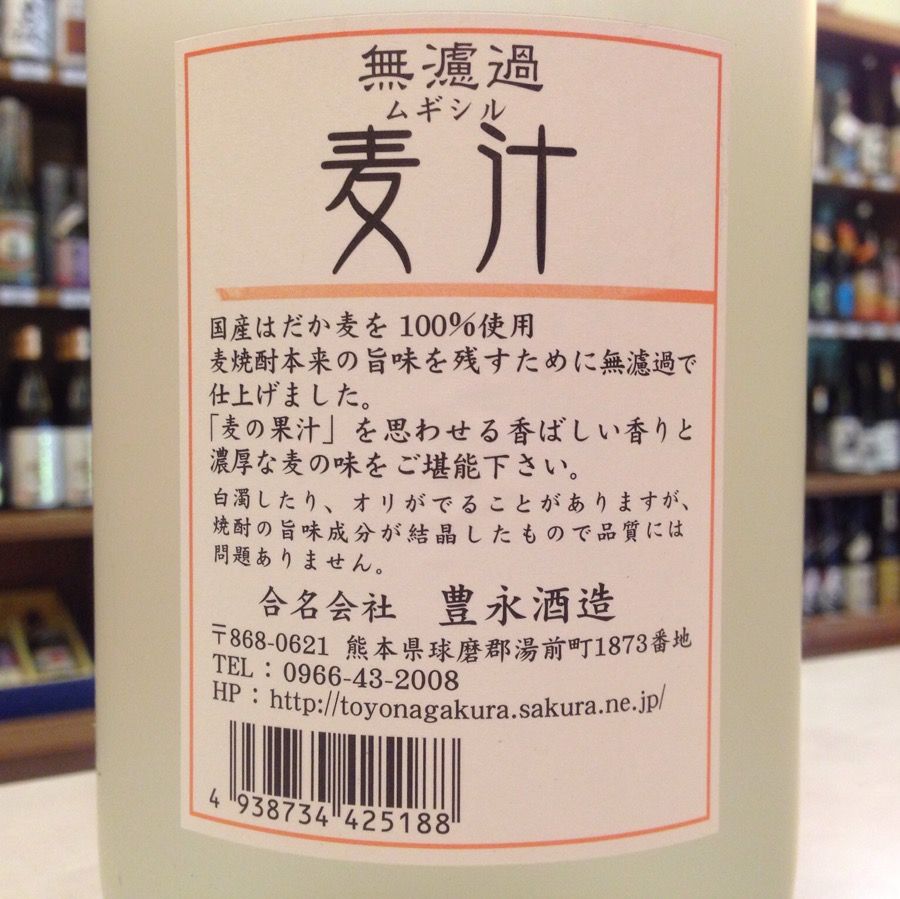 無濾過
ムギシル
麦汁
国産はだか麦を 100%使用
麦焼酎本来の旨味を残すために無濾過で
仕上げました。
「麦の果汁」を思わせる香ばしい香りと
濃厚な麦の味をご堪能下さい。
白濁したり、オリがでることがありますが、
焼酎の旨味成分が結晶したもので品質には
問題ありません。
合名会社 豊永酒造
〒868-0621 熊本県球磨郡湯前町1873番地
TEL : 0966-43-2008
HP : http://toyonagakura.sakura.ne.jp/
4 938734 425188